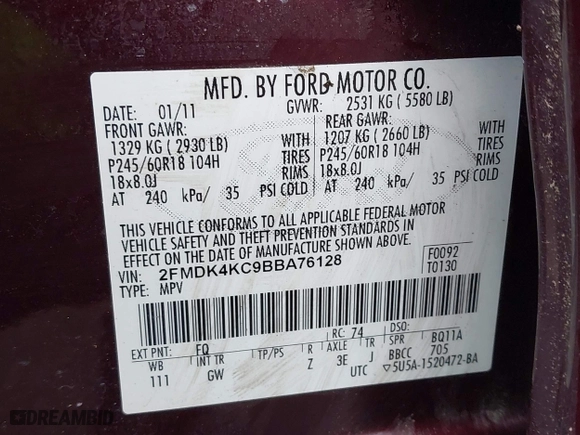 MFD. BY FORD MOTOR CO.
DATE: 01/11 GVWR: 2531 KG ( 5580 LB)
FRONT GAWR: REAR GAWR:
1329 KG ( 2930 LB) WITH 1207 KG ( 2660 LB) WITH
P245/60R18 104H TIRES P245/60R18 104H TIRES
18x8.0J RIMS 18x8.0J RIMS
AT 240 kPa/ 35 PSI COLD AT 240 kPa/ 35 PSI COLD
THIS VEHICLE CONFORMS TO ALL APPLICABLE FEDERAL MOTOR
VEHICLE SAFETY AND THEFT PREVENTION STANDARDS IN
EFFECT ON THE DATE OF MANUFACTURE SHOWN ABOVE.
VIN: 2FMDK4KC9BBA76128 F0092
TYPE: MPV T0130
EXT PNT: FQ RC: 74 DSO:
WB TP/PS R AXLE TR SPR BQ11A
111 GW Z 3E J BBCC 705
UTC ▽5U5A-1520472-BA
DREAMBID